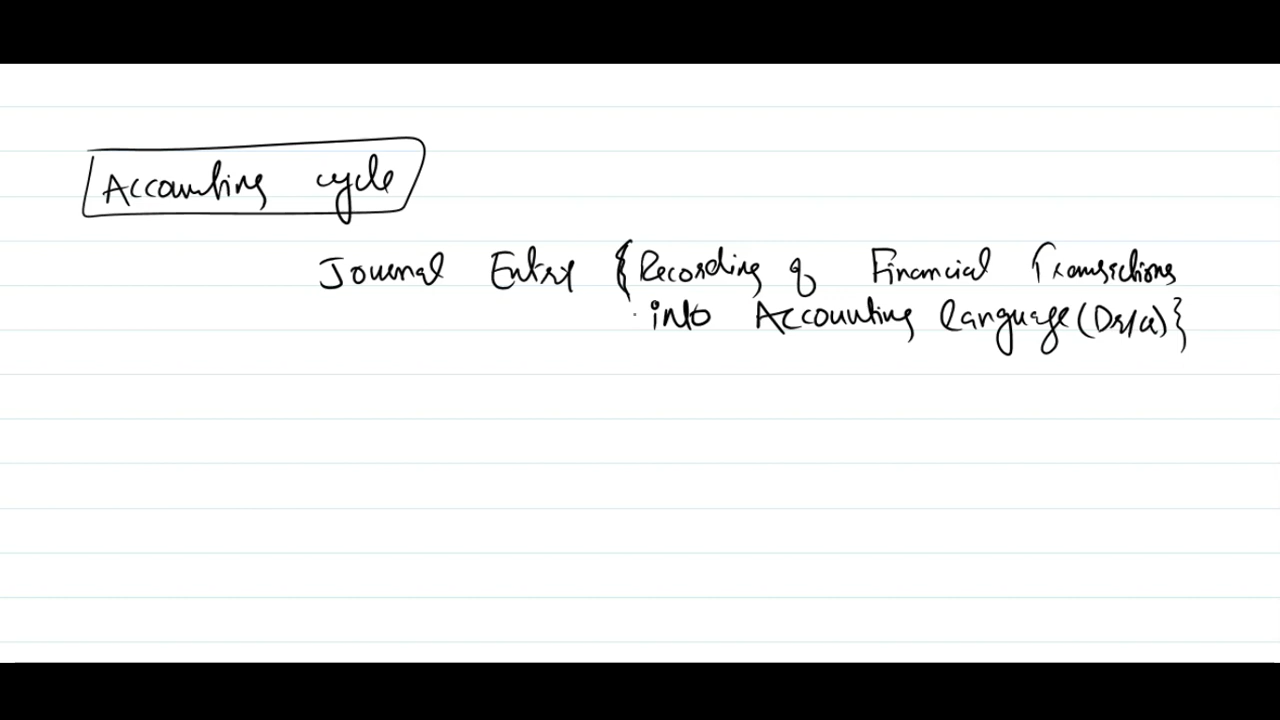 Accounting cycle
Journal Entry {Recording of Financial Transactions
into Accounting language (Dr/Cr)}